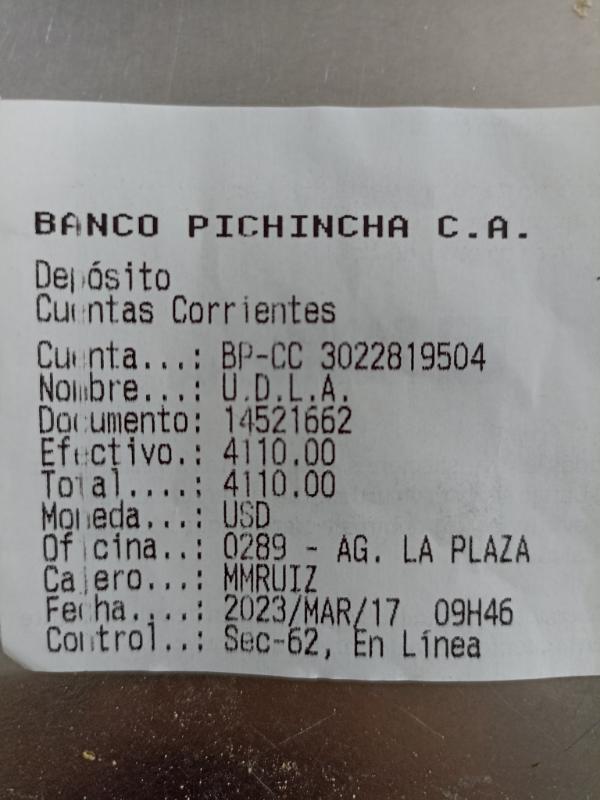 BANCO PICHINCHA C.A.
Depósito
Cuentas Corrientes
Cuenta...: BP-CC 3022819504
Nombre...: U.D.L.A.
Documento: 14521662
Efectivo.: 4110.00
Total....: 4110.00
Moneda...: USD
Oficina..: 0289 - AG. LA PLAZA
Cajero...: MMRUIZ
Fecha....: 2023/MAR/17 09H46
Control..: Sec-62, En Línea